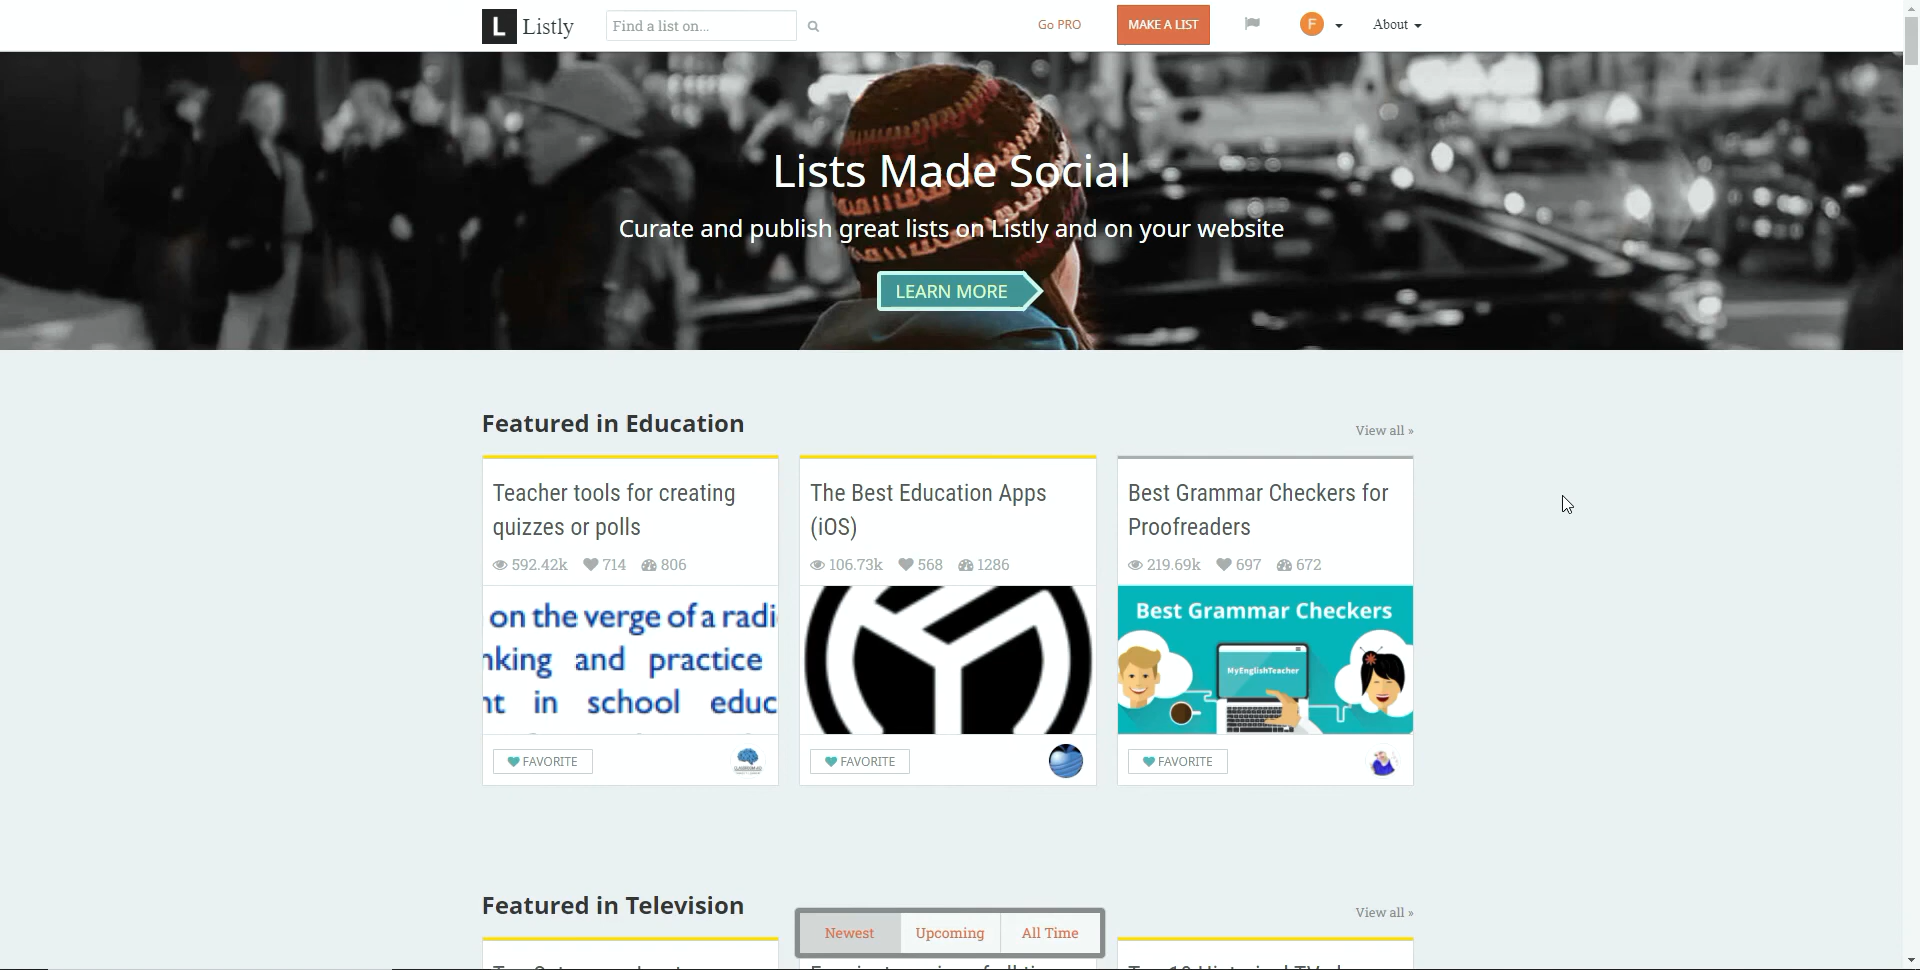 L Listly
Find a list on...
Go PRO
MAKE A LIST
F
About
Lists Made Social
Curate and publish great lists on Listly and on your website
LEARN MORE
Featured in Education
View all »
Teacher tools for creating
quizzes or polls
592.42k 714 806
on the verge of a radi
nking and practice
nt in school educ
FAVORITE
The Best Education Apps
(iOS)
106.73k 568 1286
FAVORITE
Best Grammar Checkers for
Proofreaders
219.69k 697 672
Best Grammar Checkers
MyEnglishTeacher
FAVORITE
Featured in Television
View all »
Newest
Upcoming
All Time